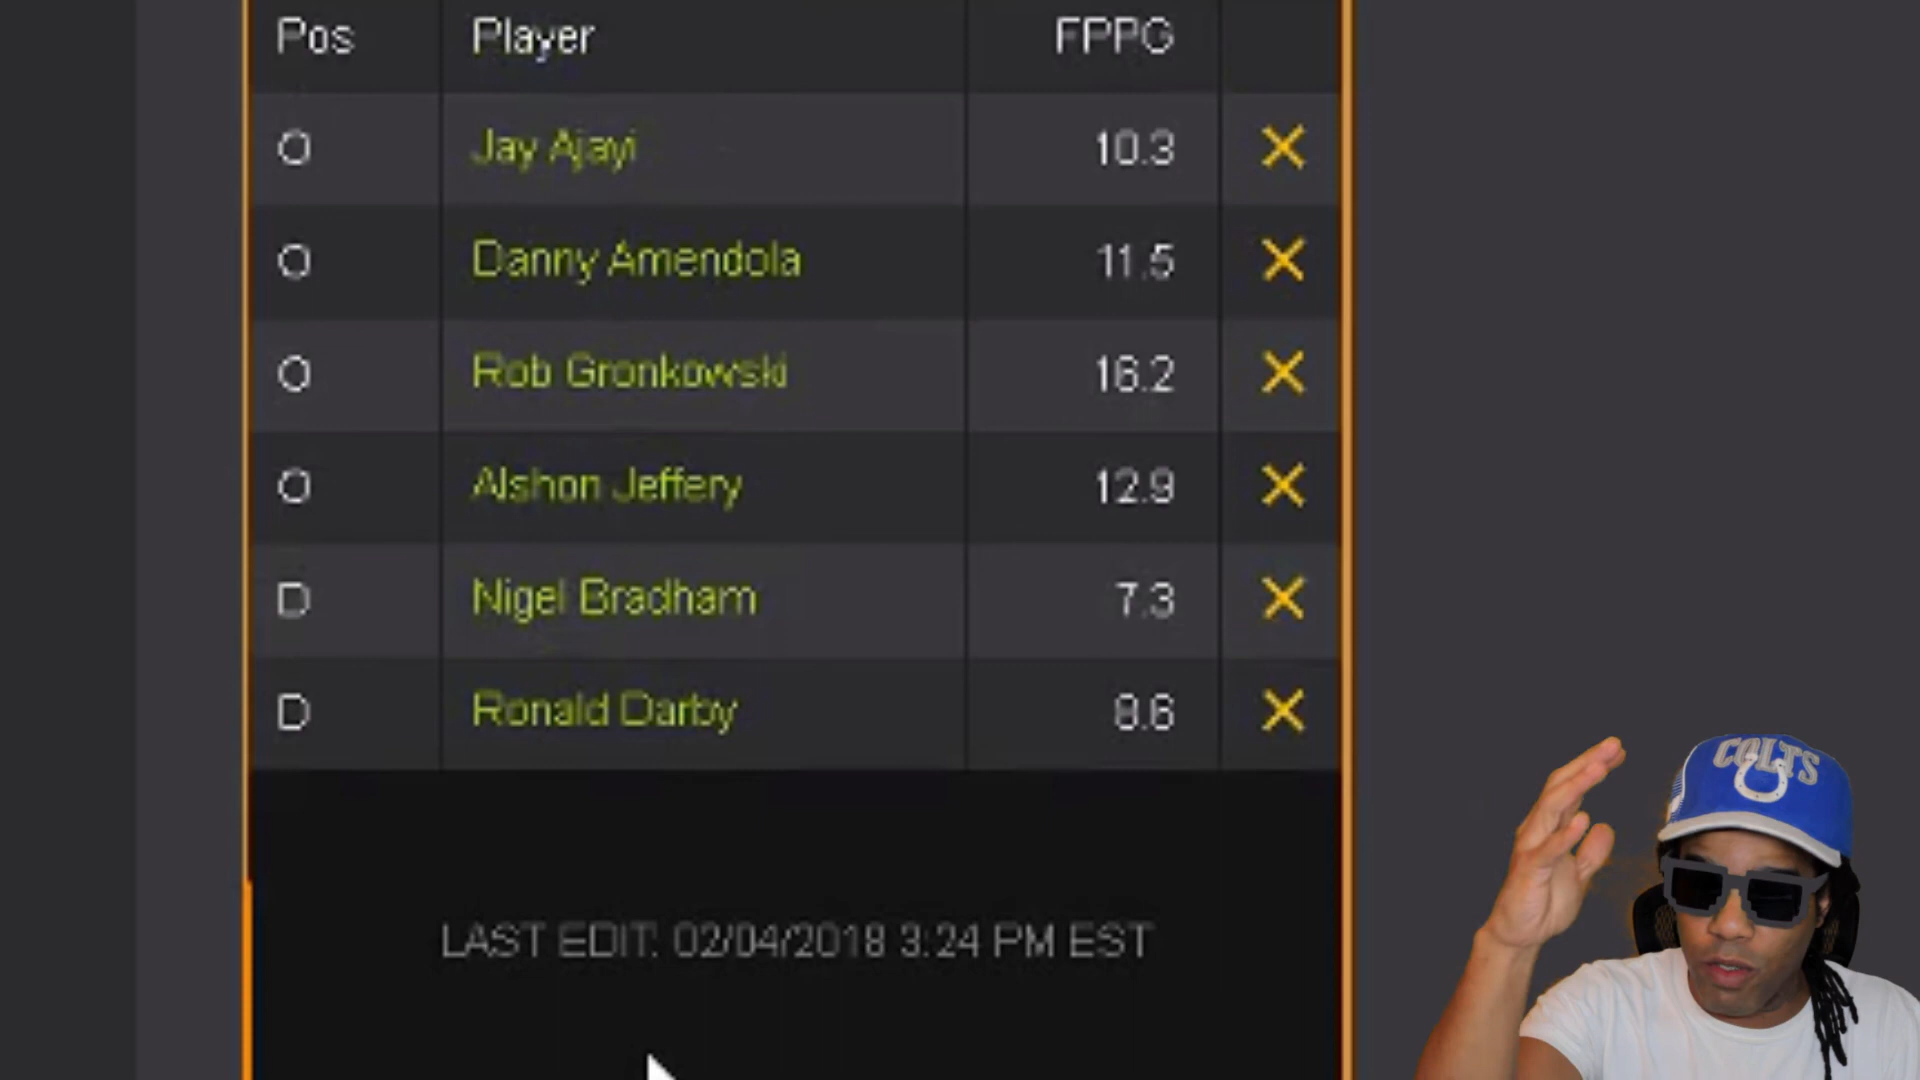 Pos Player FPPG
O Jay Ajayi 10.3
O Danny Amendola 11.5
O Rob Gronkowski 16.2
O Alshon Jeffery 12.9
D Nigel Bradham 7.3
D Ronald Darby 8.6
LAST EDIT: 02/04/2018 3:24 PM EST
COLTS